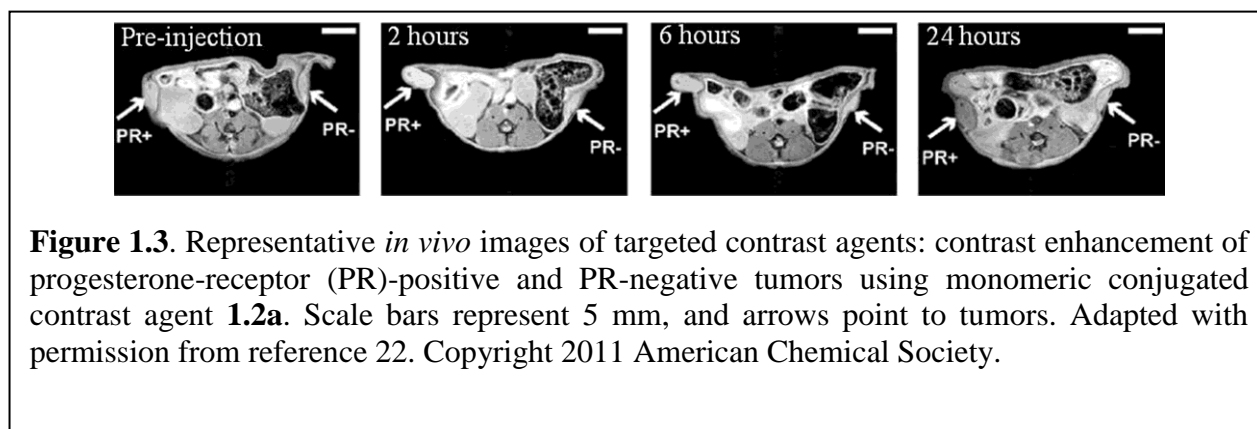 Pre-injection 2 hours 6 hours 24 hours
PR+ PR- PR+ PR- PR+ PR- PR+ PR-
Figure 1.3. Representative in vivo images of targeted contrast agents: contrast enhancement of
progesterone-receptor (PR)-positive and PR-negative tumors using monomeric conjugated
contrast agent 1.2a. Scale bars represent 5 mm, and arrows point to tumors. Adapted with
permission from reference 22. Copyright 2011 American Chemical Society.